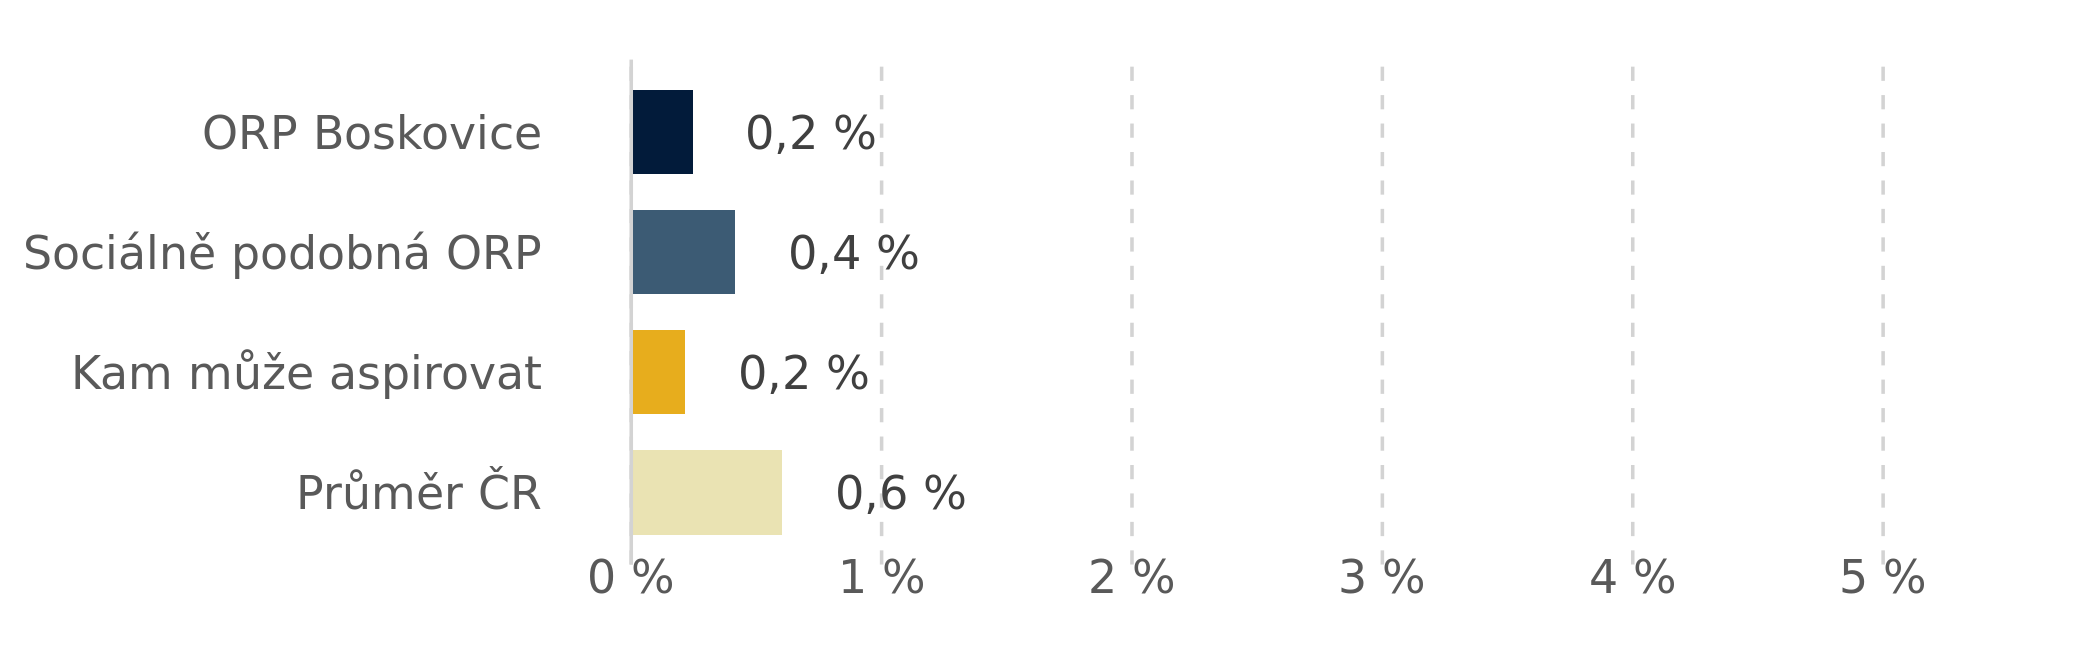 ORP Boskovice 0,2 %
Sociálně podobná ORP 0,4 %
Kam může aspirovat 0,2 %
Průměr ČR 0,6 %
0 % 1 % 2 % 3 % 4 % 5 %